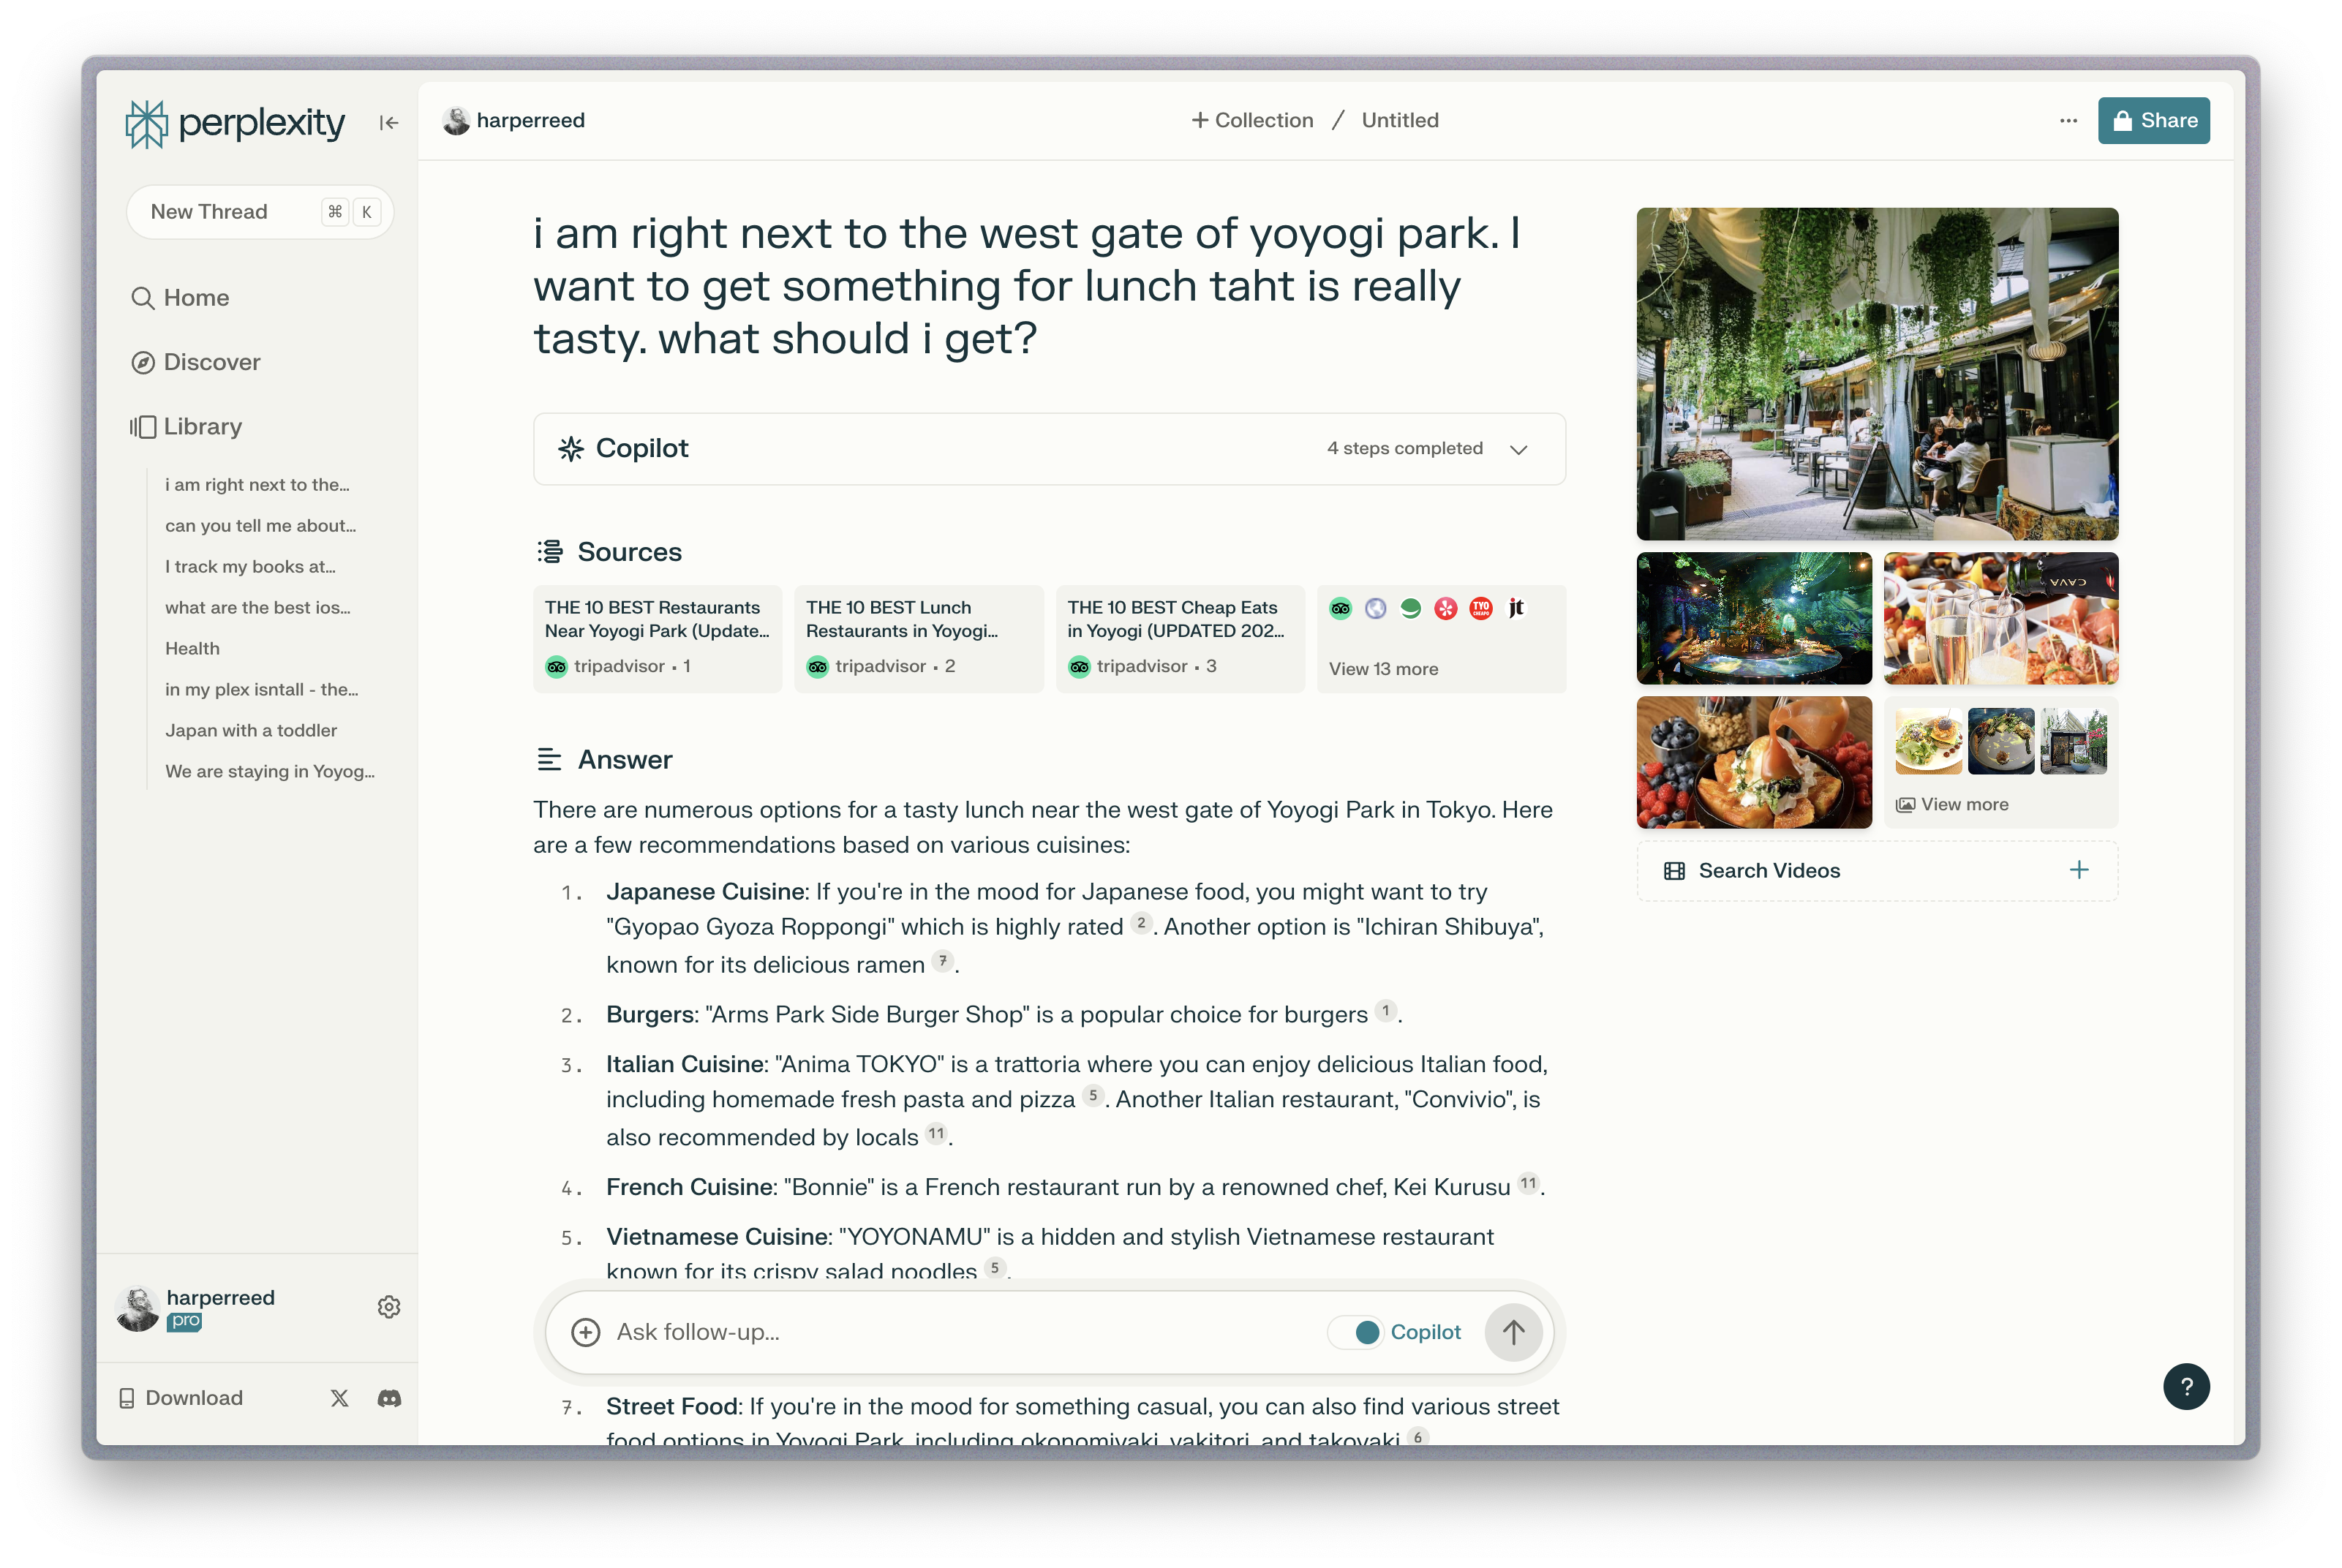 perplexity
New Thread
⌘ K
Home
Discover
Library
i am right next to the...
can you tell me about...
I track my books at...
what are the best ios...
Health
in my plex isntall - the...
Japan with a toddler
We are staying in Yoyog...
harperreed
pro
Download
harperreed
+ Collection / Untitled
Share
i am right next to the west gate of yoyogi park. I
want to get something for lunch taht is really
tasty. what should i get?
Copilot
4 steps completed
Sources
THE 10 BEST Restaurants
Near Yoyogi Park (Update...
tripadvisor • 1
THE 10 BEST Lunch
Restaurants in Yoyogi...
tripadvisor • 2
THE 10 BEST Cheap Eats
in Yoyogi (UPDATED 202...
tripadvisor • 3
TYO
CHEAPO
jt
View 13 more
Answer
There are numerous options for a tasty lunch near the west gate of Yoyogi Park in Tokyo. Here
are a few recommendations based on various cuisines:
1. Japanese Cuisine: If you're in the mood for Japanese food, you might want to try
"Gyopao Gyoza Roppongi" which is highly rated 2. Another option is "Ichiran Shibuya",
known for its delicious ramen 7.
2. Burgers: "Arms Park Side Burger Shop" is a popular choice for burgers 1.
3. Italian Cuisine: "Anima TOKYO" is a trattoria where you can enjoy delicious Italian food,
including homemade fresh pasta and pizza 5. Another Italian restaurant, "Convivio", is
also recommended by locals 11.
4. French Cuisine: "Bonnie" is a French restaurant run by a renowned chef, Kei Kurusu 11.
5. Vietnamese Cuisine: "YOYONAMU" is a hidden and stylish Vietnamese restaurant
known for its crispy salad noodles 5.
Ask follow-up...
Copilot
7. Street Food: If you're in the mood for something casual, you can also find various street
food options in Yoyogi Park, including okonomiyaki, yakitori, and takoyaki 6
CAVA
View more
Search Videos
+
?